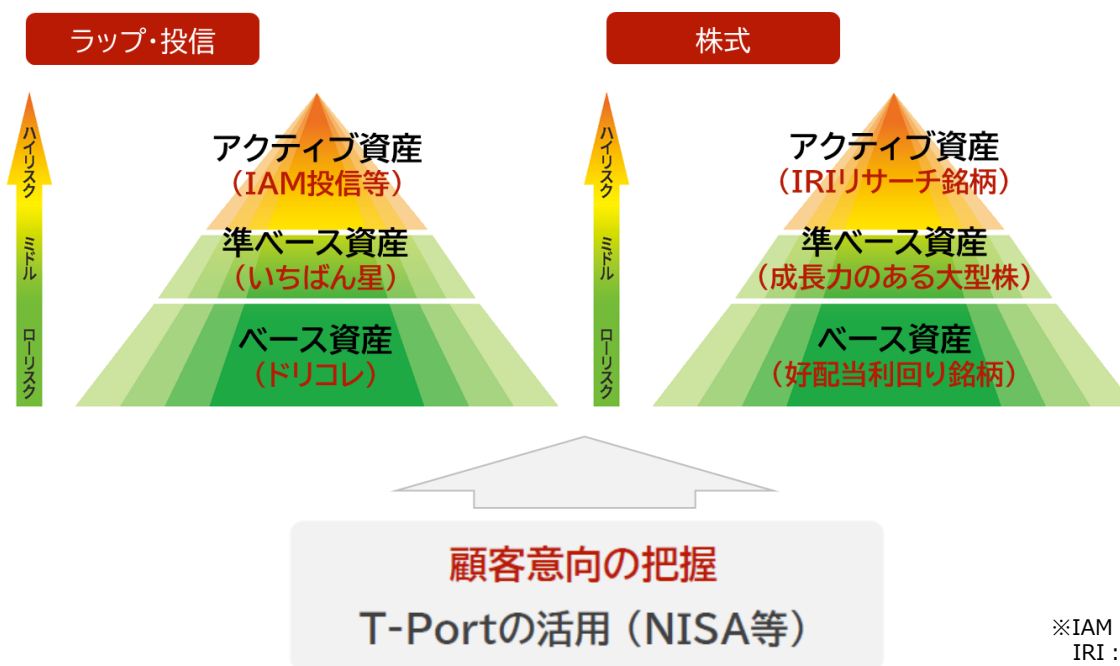 ラップ・投信
ハイリスク
ミドル
ローリスク
アクティブ資産
（IAM投信等）
準ベース資産
（いちばん星）
ベース資産
（ドリコレ）
株式
ハイリスク
ミドル
ローリスク
アクティブ資産
（IRIリサーチ銘柄）
準ベース資産
（成長力のある大型株）
ベース資産
（好配当利回り銘柄）
顧客意向の把握
T-Portの活用（NISA等）
※IAM
IRI：